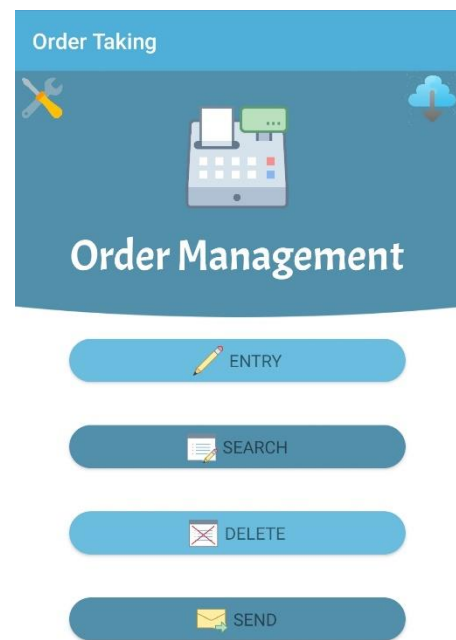 Order Taking
Order Management
ENTRY
SEARCH
DELETE
SEND